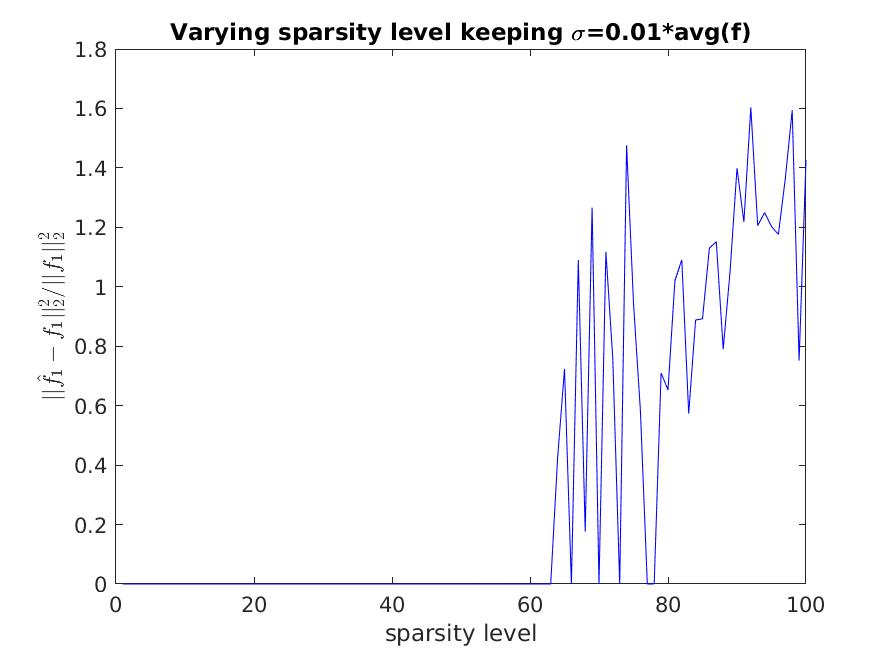 Varying sparsity level keeping σ=0.01*avg(f)
1.8
1.6
1.4
1.2
1
0.8
0.6
0.4
0.2
0
||f̂₁ − f₁||₂²/||f₁||₂²
0 20 40 60 80 100
sparsity level